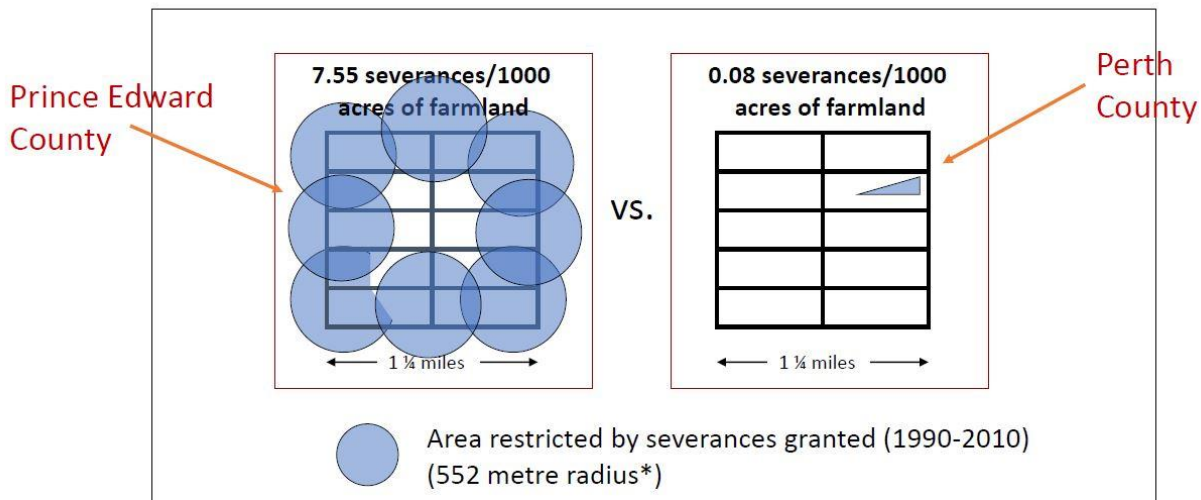 Prince Edward
County
7.55 severances/1000
acres of farmland
1 ¼ miles
vs.
0.08 severances/1000
acres of farmland
1 ¼ miles
Perth
County
Area restricted by severances granted (1990-2010)
(552 metre radius*)